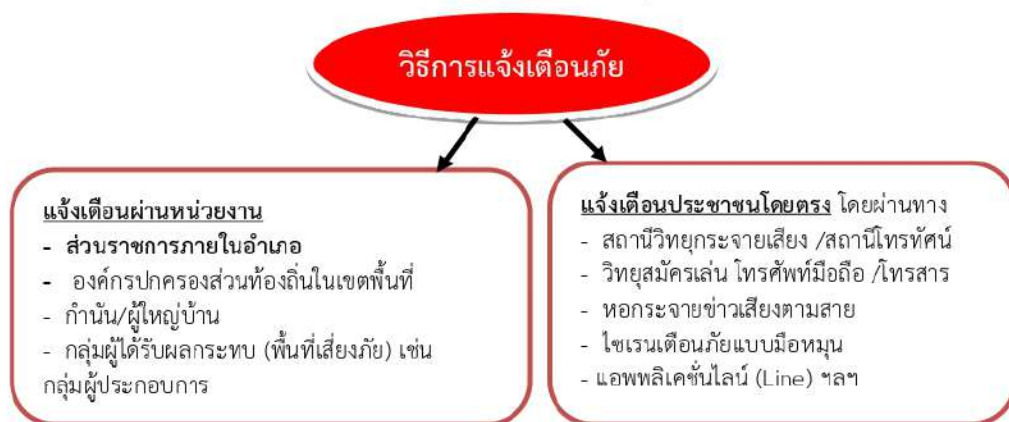 วิธีการแจ้งเตือนภัย
แจ้งเตือนผ่านหน่วยงาน
- ส่วนราชการภายในอำเภอ
- องค์กรปกครองส่วนท้องถิ่นในเขตพื้นที่
- กำนัน/ผู้ใหญ่บ้าน
- กลุ่มผู้ได้รับผลกระทบ (พื้นที่เสี่ยงภัย) เช่น
กลุ่มผู้ประกอบการ
แจ้งเตือนประชาชนโดยตรง โดยผ่านทาง
- สถานีวิทยุกระจายเสียง /สถานีโทรทัศน์
- วิทยุสมัครเล่น โทรศัพท์มือถือ /โทรสาร
- หอกระจายข่าวเสียงตามสาย
- ไซเรนเตือนภัยแบบมือหมุน
- แอพพลิเคชั่นไลน์ (Line) ฯลฯ